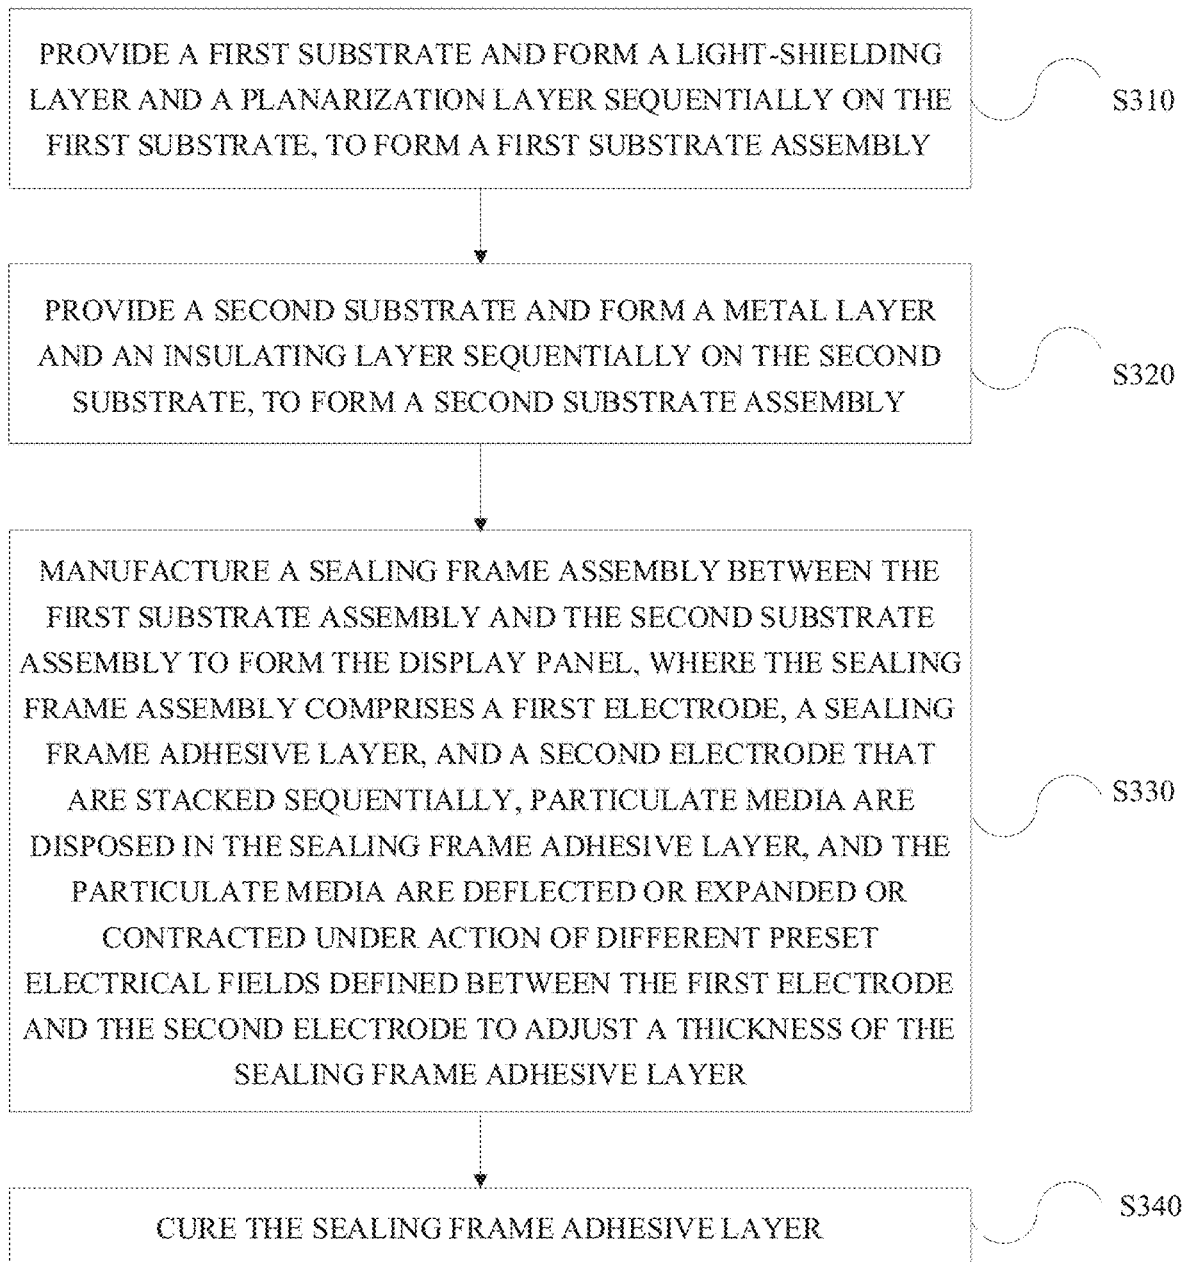 PROVIDE A FIRST SUBSTRATE AND FORM A LIGHT-SHIELDING
LAYER AND A PLANARIZATION LAYER SEQUENTIALLY ON THE
FIRST SUBSTRATE, TO FORM A FIRST SUBSTRATE ASSEMBLY
S310
PROVIDE A SECOND SUBSTRATE AND FORM A METAL LAYER
AND AN INSULATING LAYER SEQUENTIALLY ON THE SECOND
SUBSTRATE, TO FORM A SECOND SUBSTRATE ASSEMBLY
S320
MANUFACTURE A SEALING FRAME ASSEMBLY BETWEEN THE
FIRST SUBSTRATE ASSEMBLY AND THE SECOND SUBSTRATE
ASSEMBLY TO FORM THE DISPLAY PANEL, WHERE THE SEALING
FRAME ASSEMBLY COMPRISES A FIRST ELECTRODE, A SEALING
FRAME ADHESIVE LAYER, AND A SECOND ELECTRODE THAT
ARE STACKED SEQUENTIALLY, PARTICULATE MEDIA ARE
DISPOSED IN THE SEALING FRAME ADHESIVE LAYER, AND THE
PARTICULATE MEDIA ARE DEFLECTED OR EXPANDED OR
CONTRACTED UNDER ACTION OF DIFFERENT PRESET
ELECTRICAL FIELDS DEFINED BETWEEN THE FIRST ELECTRODE
AND THE SECOND ELECTRODE TO ADJUST A THICKNESS OF THE
SEALING FRAME ADHESIVE LAYER
S330
CURE THE SEALING FRAME ADHESIVE LAYER
S340